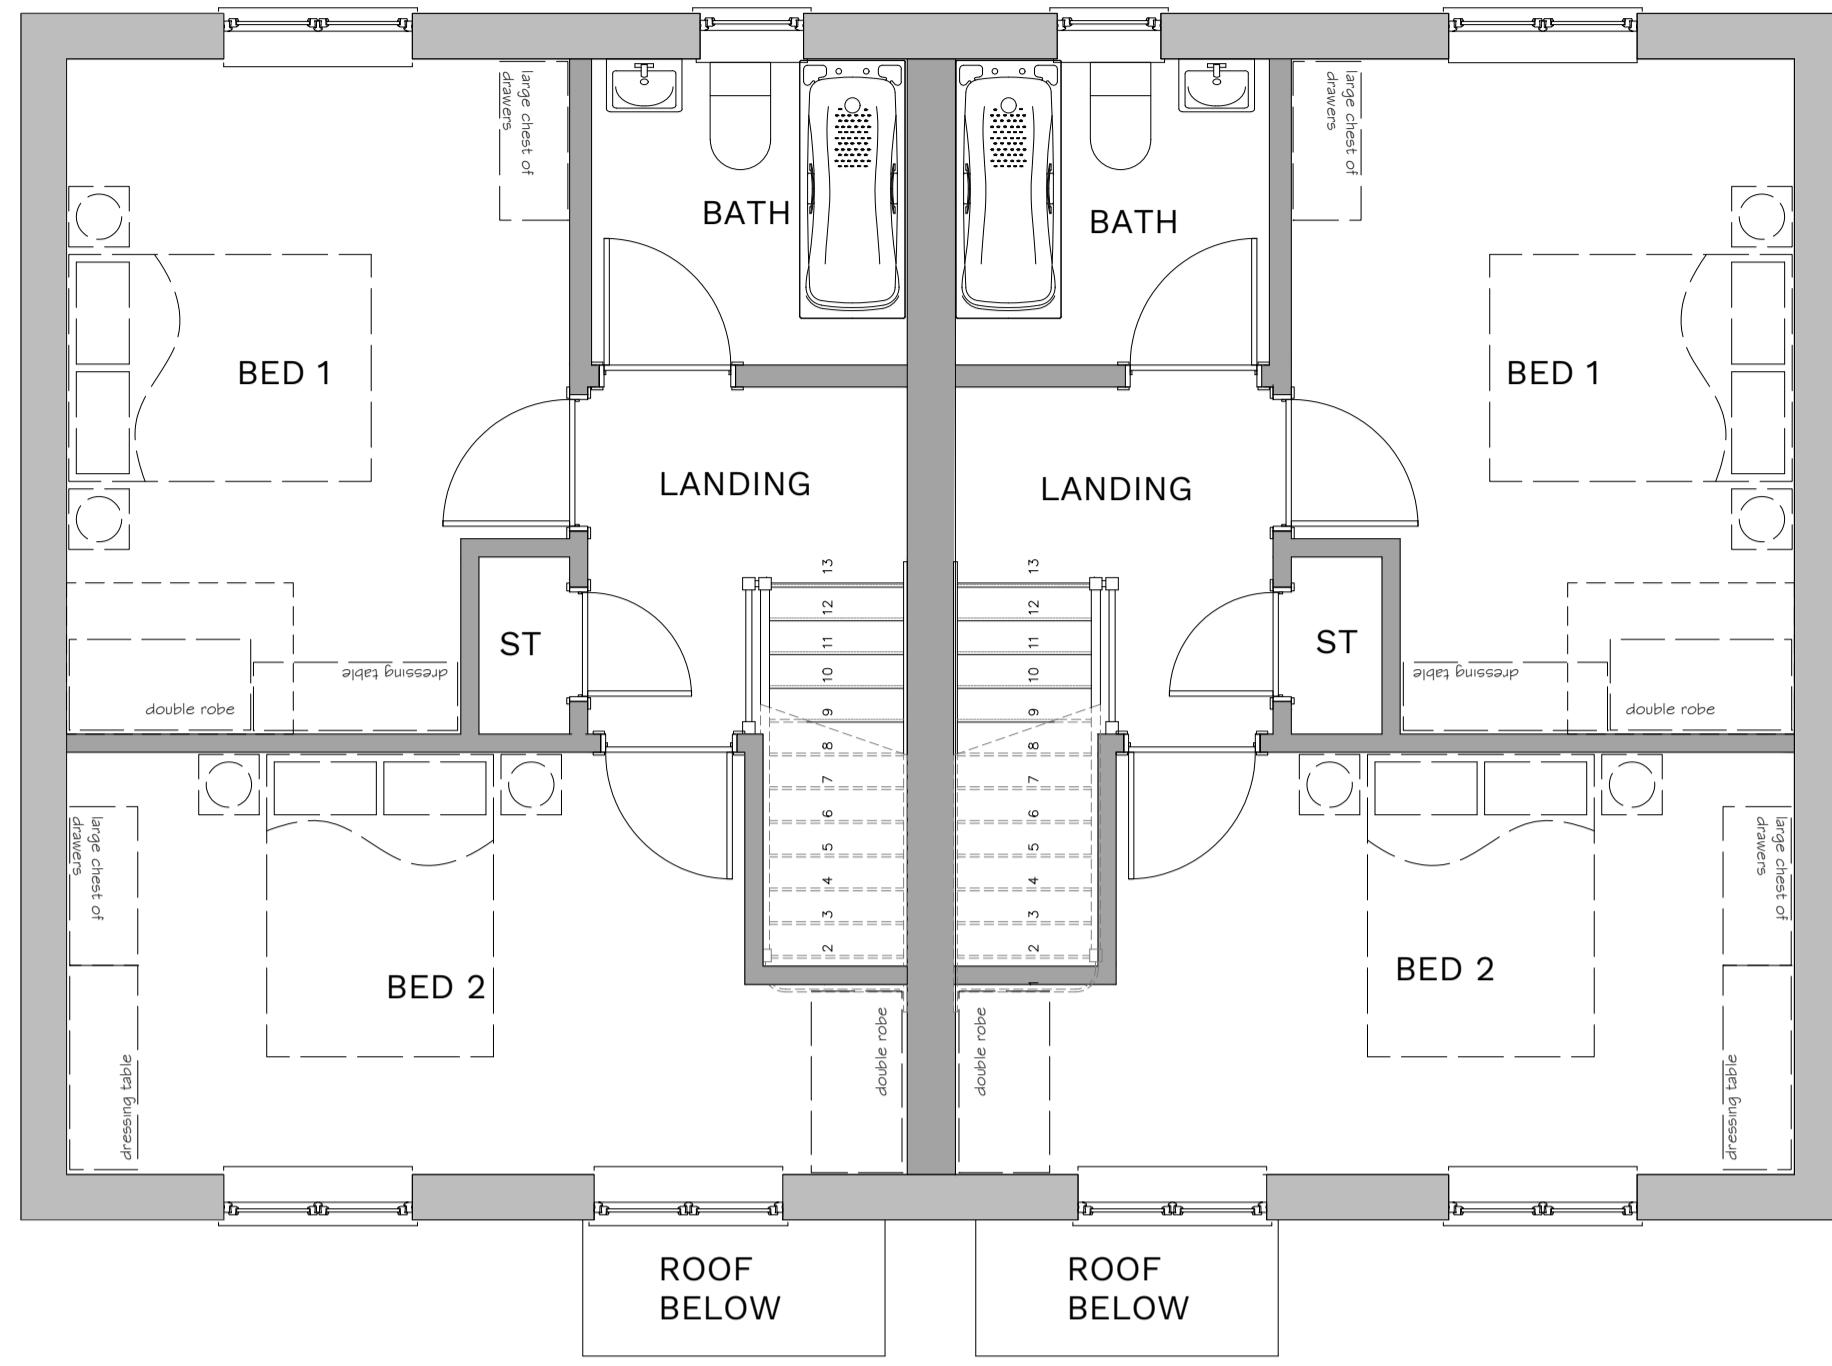 large chest of
drawers
large chest of
drawers
BATH
BATH
BED 1
BED 1
LANDING
LANDING
13
12
11
10
9
8
7
6
5
4
3
2
13
12
11
10
9
8
7
6
5
4
3
2
1
ST
ST
dressing table
double robe
dressing table
double robe
large chest of
drawers
large chest of
drawers
BED 2
BED 2
dressing table
double robe
double robe
dressing table
ROOF
BELOW
ROOF
BELOW